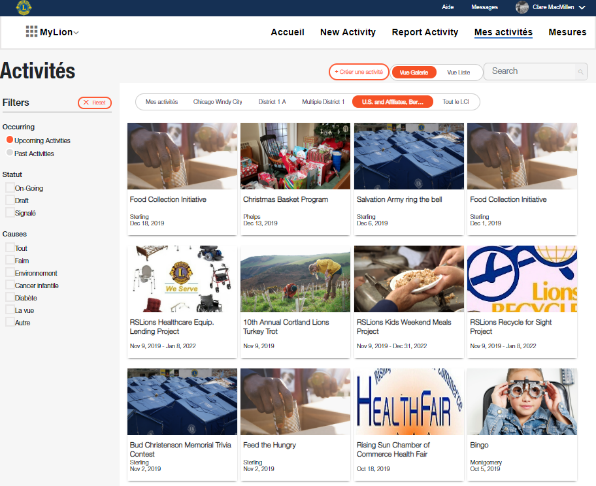 Aide Messages Clare MacMillen
MyLion Accueil New Activity Report Activity Mes activités Mesures
Activités
+ Créer une activité Vue Galerie Vue Liste Search
Filters × Reset
Mes activités Chicago Windy City District 1 A Multiple District 1 U.S. and Affiliates, Ber... Tout le LCI
Occurring
Upcoming Activities
Past Activities
Statut
On-Going
Draft
Signalé
Causes
Tout
Faim
Environnement
Cancer infantile
Diabète
La vue
Autre
Food Collection Initiative
Sterling
Dec 18, 2019
Christmas Basket Program
Phelps
Dec 13, 2019
Salvation Army ring the bell
Sterling
Dec 6, 2019
Food Collection Initiative
Sterling
Dec 1, 2019
We Serve
RSLions Healthcare Equip.
Lending Project
Nov 9, 2019 - Jan 8, 2022
10th Annual Cortland Lions
Turkey Trot
Nov 9, 2019
RSLions Kids Weekend Meals
Project
Nov 9, 2019 - Dec 31, 2022
Lions
RECYCLE
RSLions Recycle for Sight
Project
Nov 9, 2019 - Jan 8, 2022
Bud Christenson Memorial Trivia
Contest
Sterling
Nov 2, 2019
Feed the Hungry
Sterling
Nov 2, 2019
HEALTHFAIR
Rising Sun Chamber of
Commerce Health Fair
Oct 18, 2019
Bingo
Montgomery
Oct 5, 2019